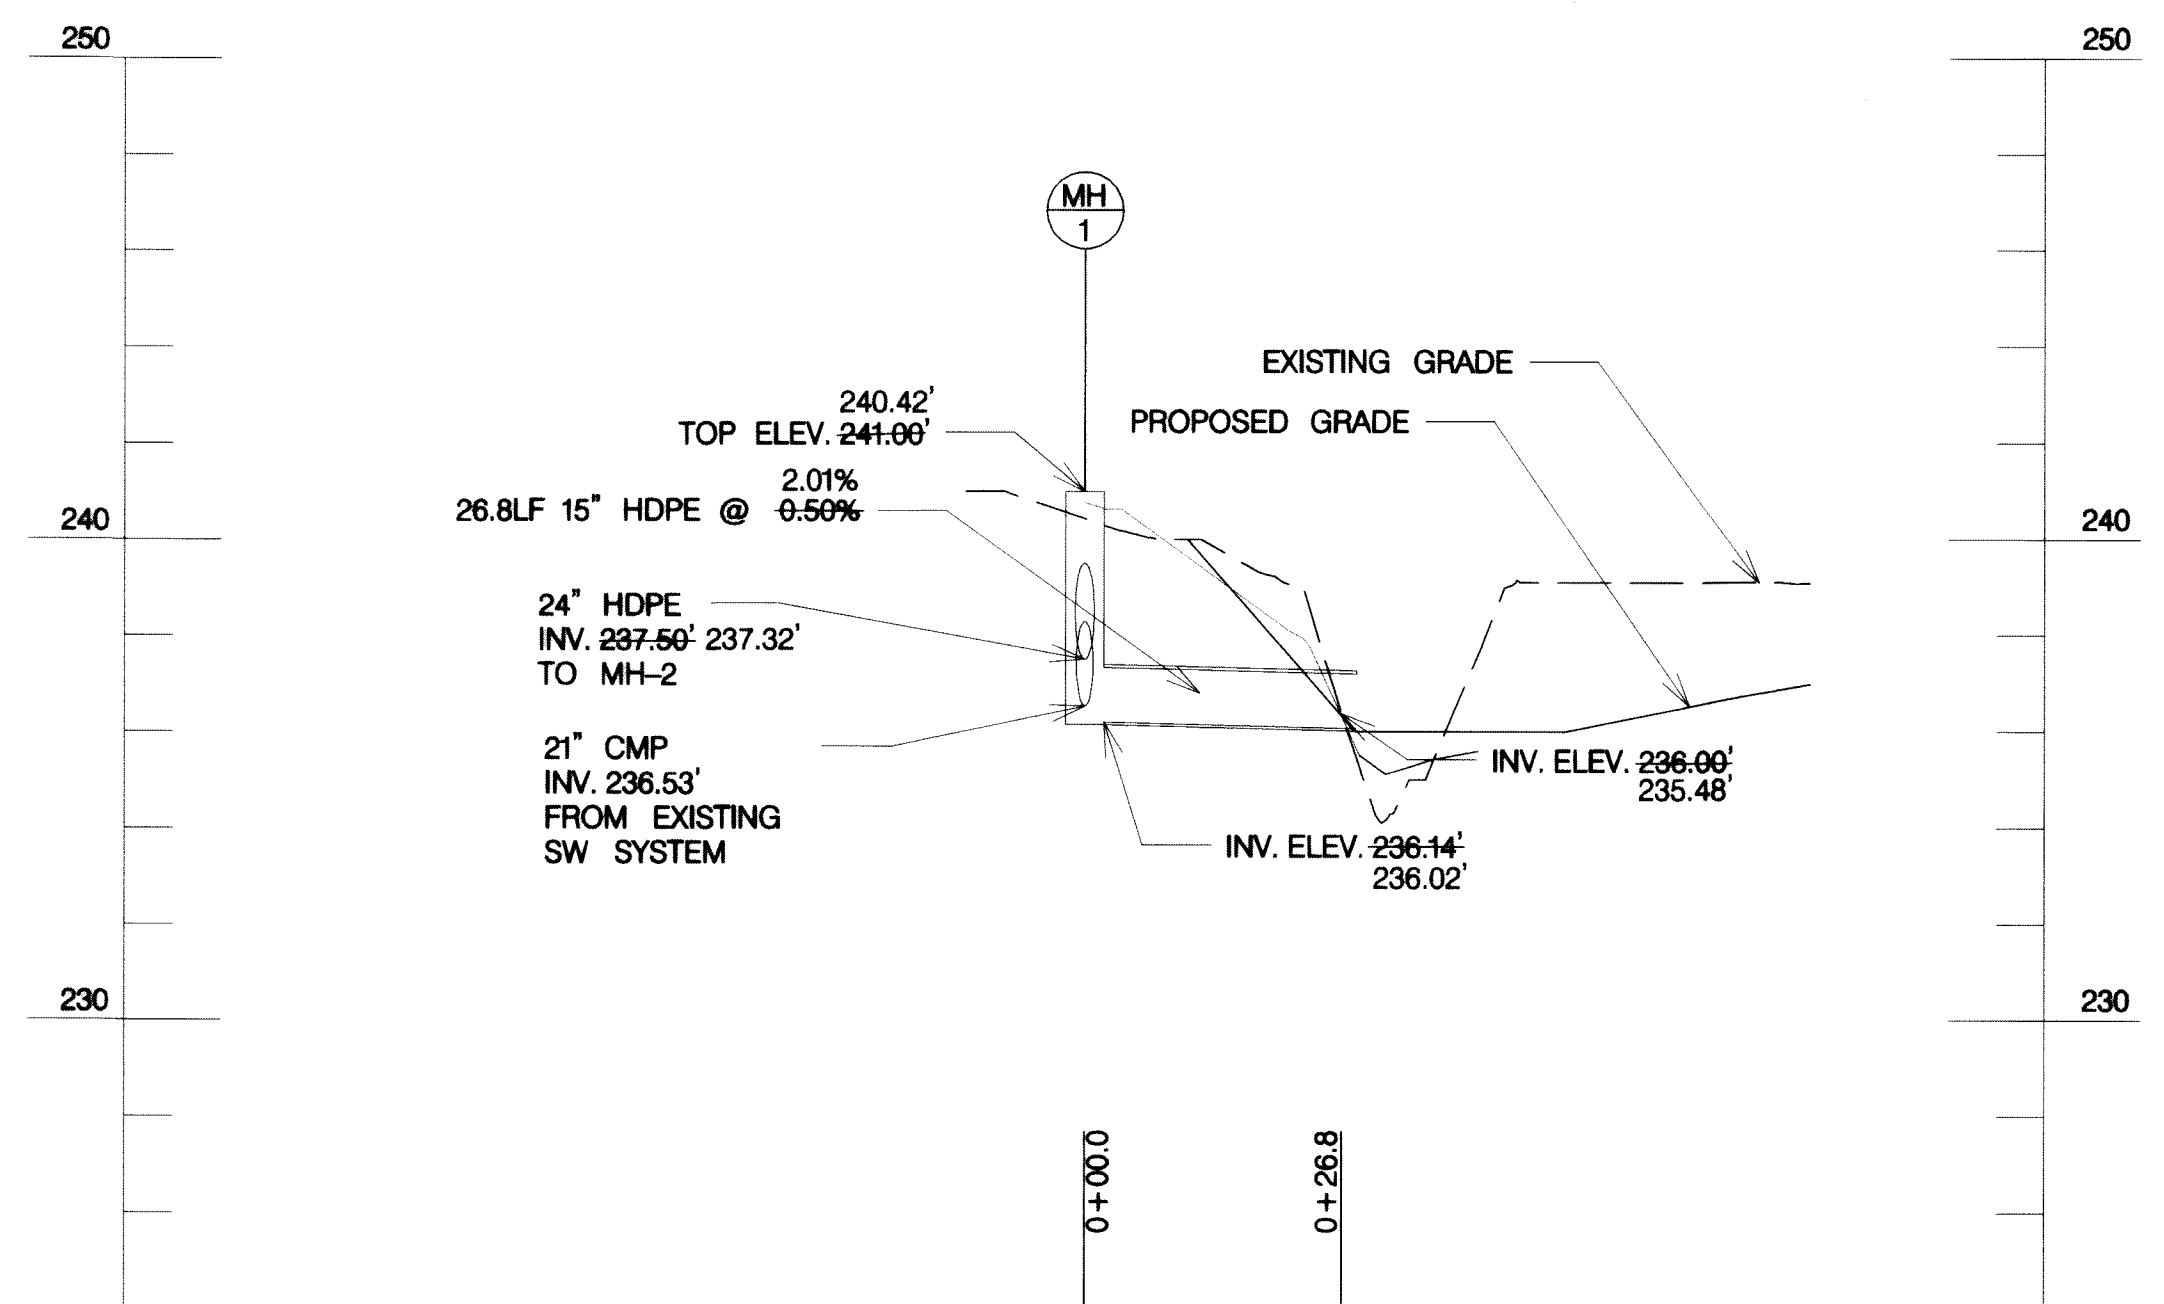 250
250
MH
1
EXISTING GRADE
240.42'
TOP ELEV. 241.00'
PROPOSED GRADE
2.01%
26.8LF 15" HDPE @ 0.50%
240
240
24" HDPE
INV. 237.50' 237.32'
TO MH-2
21" CMP
INV. 236.53'
FROM EXISTING
SW SYSTEM
INV. ELEV. 236.00'
235.48'
INV. ELEV. 236.14'
236.02'
230
230
0+00.0
0+26.8